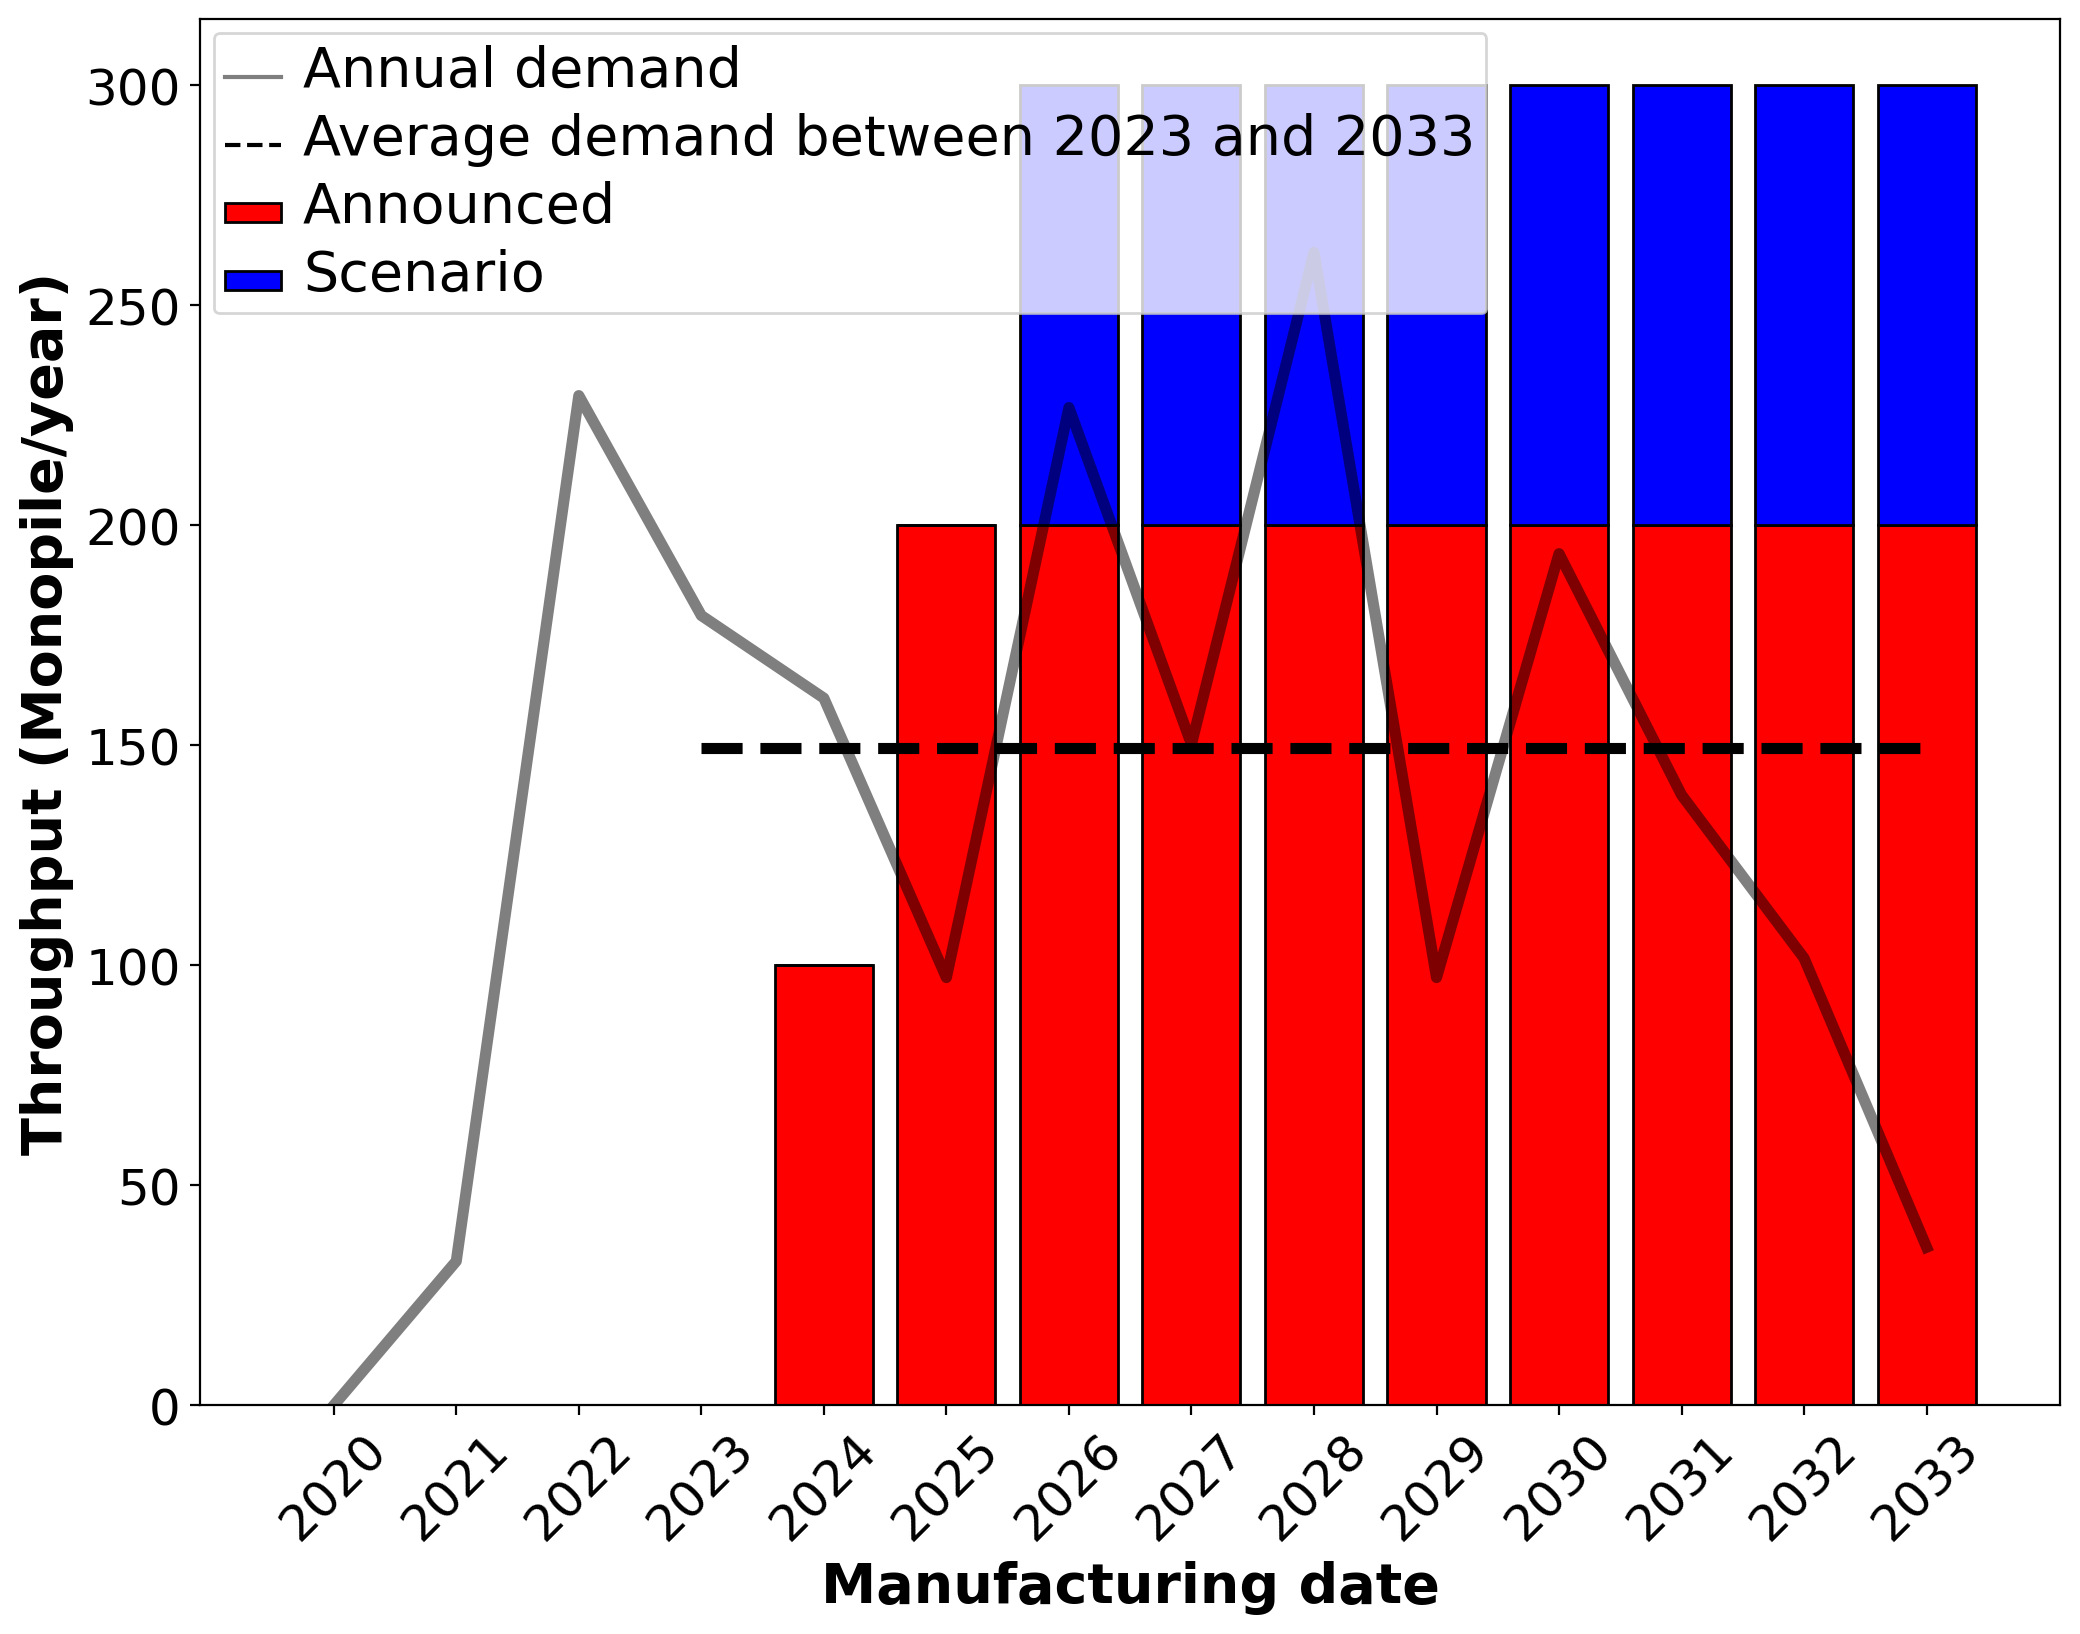 Annual demand
Average demand between 2023 and 2033
Announced
Scenario
Throughput (Monopile/year)
300
250
200
150
100
50
0
2020 2021 2022 2023 2024 2025 2026 2027 2028 2029 2030 2031 2032 2033
Manufacturing date